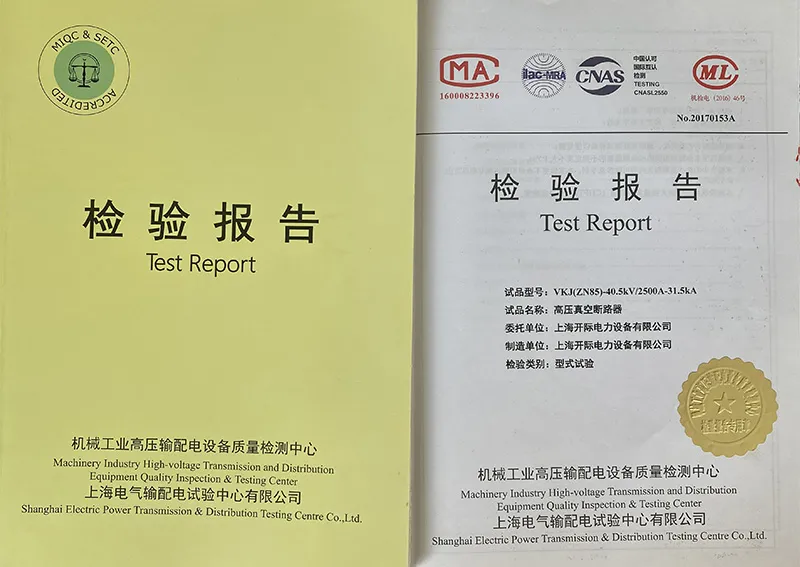 MIQC & SETC
ACCREDITED
检验报告
Test Report
机械工业高压输配电设备质量检测中心
Machinery Industry High-voltage Transmission and Distribution
Equipment Quality Inspection & Testing Center
上海电气输配电试验中心有限公司
Shanghai Electric Power Transmission & Distribution Testing Centre Co.,Ltd.
MA
160008223396
ilac-MRA
CNAS
中国认可
国际互认
检测
TESTING
CNASL2550
ML
机检电 (2016) 46号
No.20170153A
检验报告
Test Report
试品型号：VKJ(ZN85)-40.5kV/2500A-31.5kA
试品名称：高压真空断路器
委托单位：上海开际电力设备有限公司
制造单位：上海开际电力设备有限公司
检验类别：型式试验
机械工业高压输配电设备质量检测中心
Machinery Industry High-voltage Transmission and Distribution
Equipment Quality Inspection & Testing Center
上海电气输配电试验中心有限公司
Shanghai Electric Power Transmission & Distribution Testing Centre Co.,Ltd.